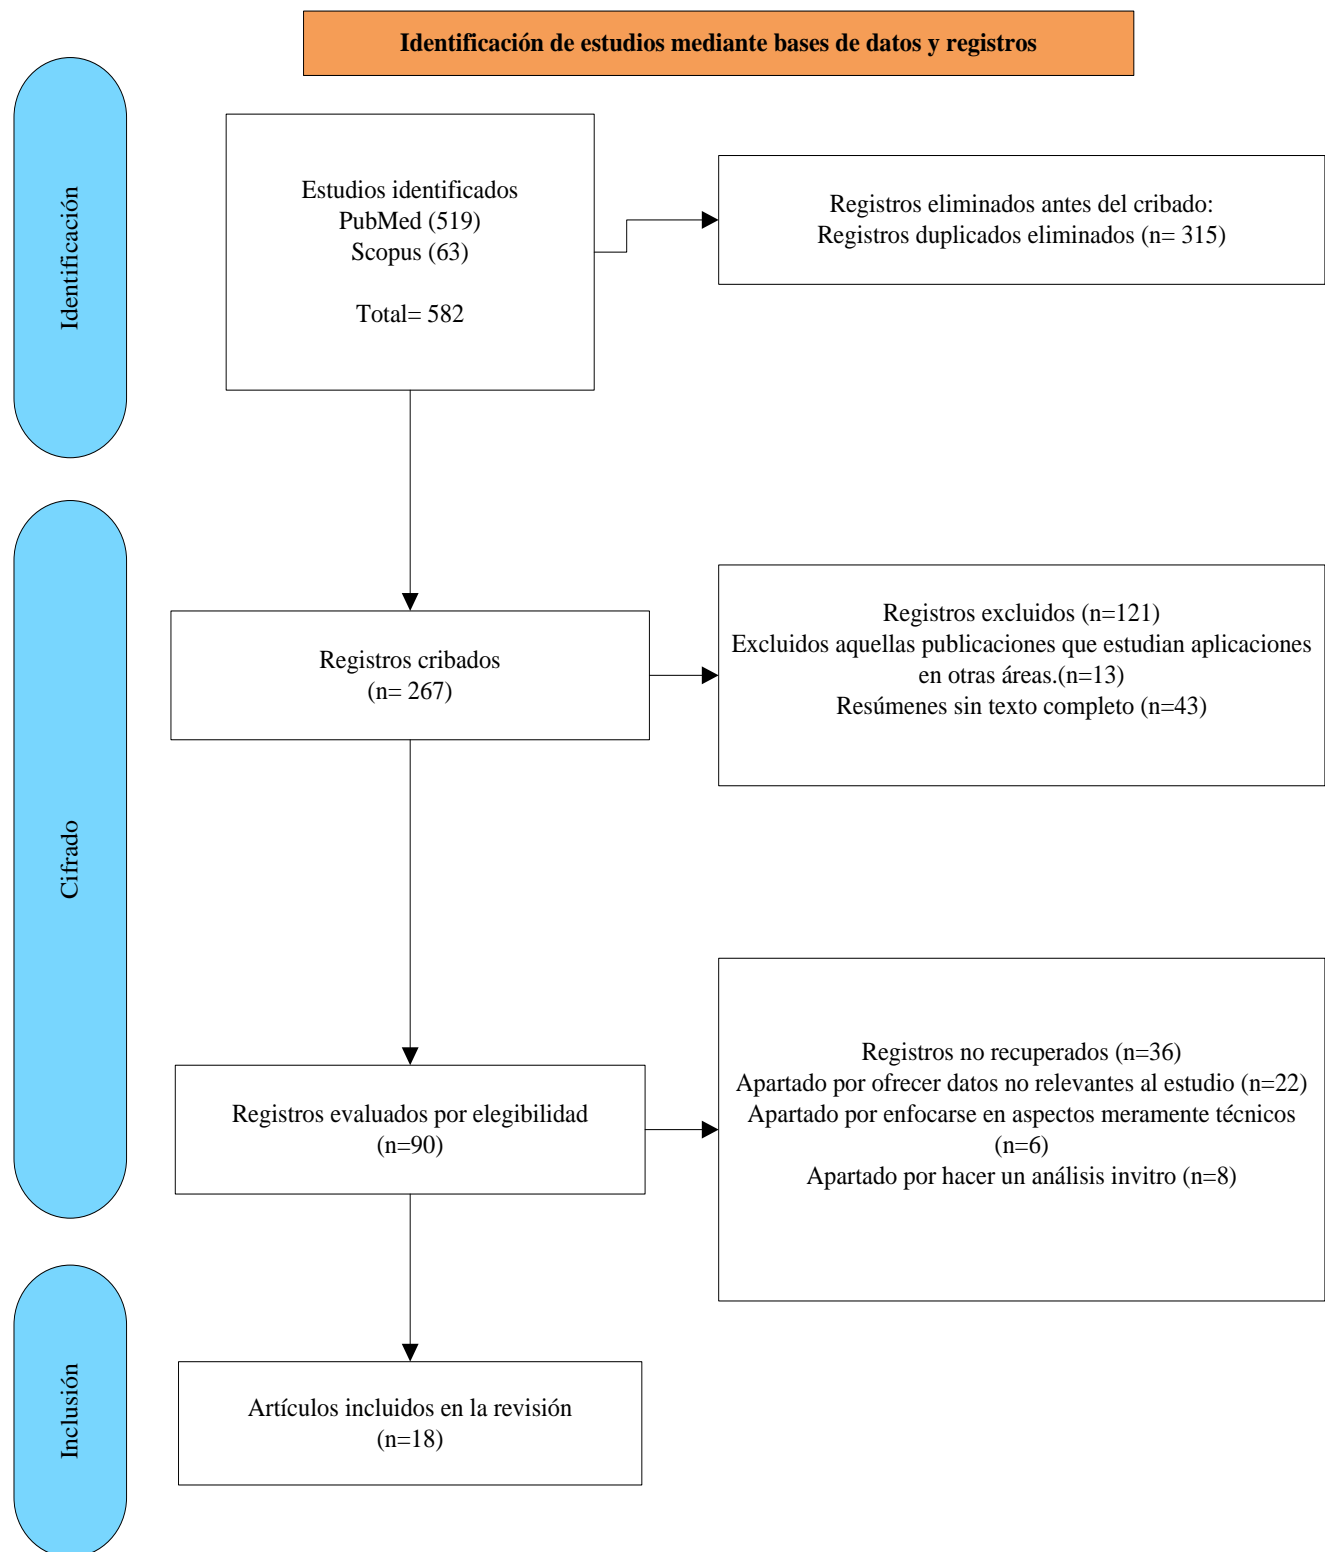 Identificación de estudios mediante bases de datos y registros
Identificación
Estudios identificados
PubMed (519)
Scopus (63)
Total= 582
Registros eliminados antes del cribado:
Registros duplicados eliminados (n= 315)
Cifrado
Registros cribados
(n= 267)
Registros excluidos (n=121)
Excluidos aquellas publicaciones que estudian aplicaciones
en otras áreas.(n=13)
Resúmenes sin texto completo (n=43)
Registros evaluados por elegibilidad
(n=90)
Registros no recuperados (n=36)
Apartado por ofrecer datos no relevantes al estudio (n=22)
Apartado por enfocarse en aspectos meramente técnicos
(n=6)
Apartado por hacer un análisis invitro (n=8)
Inclusión
Artículos incluidos en la revisión
(n=18)